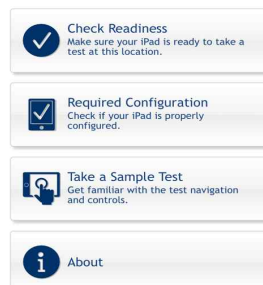 Check Readiness
Make sure your iPad is ready to take a
test at this location.
Required Configuration
Check if your iPad is properly
configured.
Take a Sample Test
Get familiar with the test navigation
and controls.
About